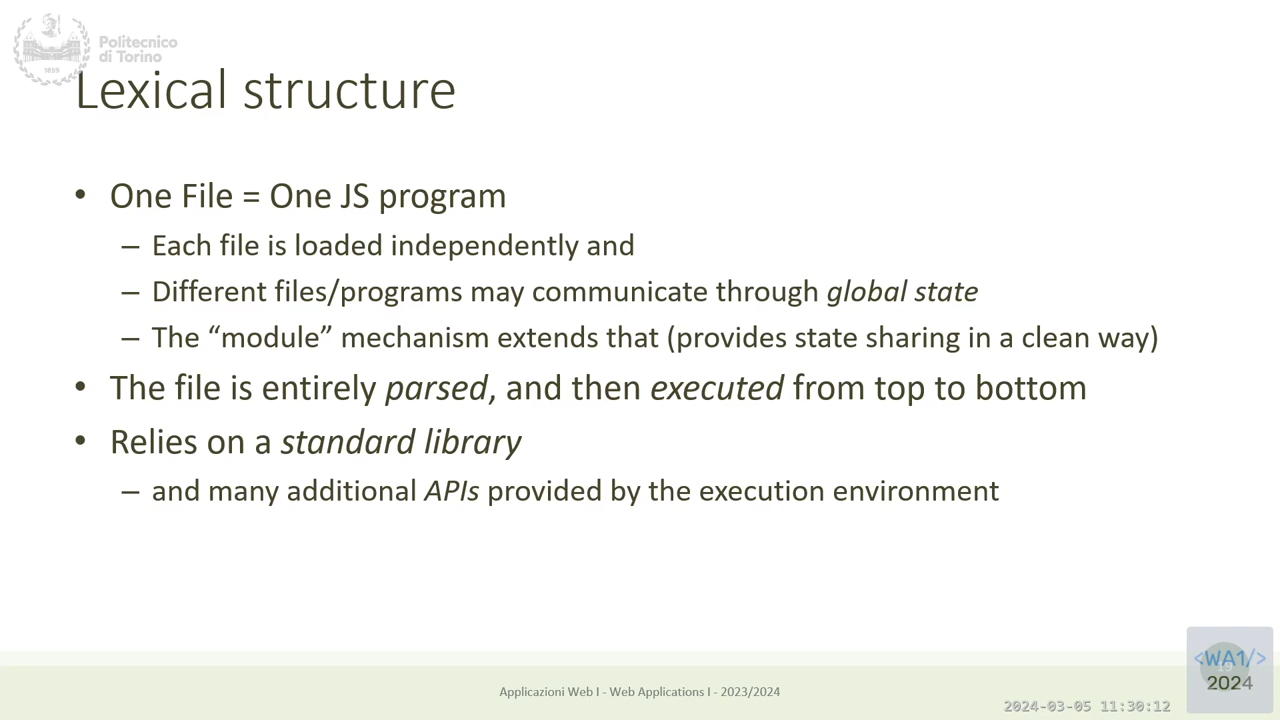 Politecnico
di Torino
1859
Lexical structure
• One File = One JS program
– Each file is loaded independently and
– Different files/programs may communicate through global state
– The “module” mechanism extends that (provides state sharing in a clean way)
• The file is entirely parsed, and then executed from top to bottom
• Relies on a standard library
– and many additional APIs provided by the execution environment
Applicazioni Web I - Web Applications I - 2023/2024
2024-03-05 11:30:12
<WA1/>
2024